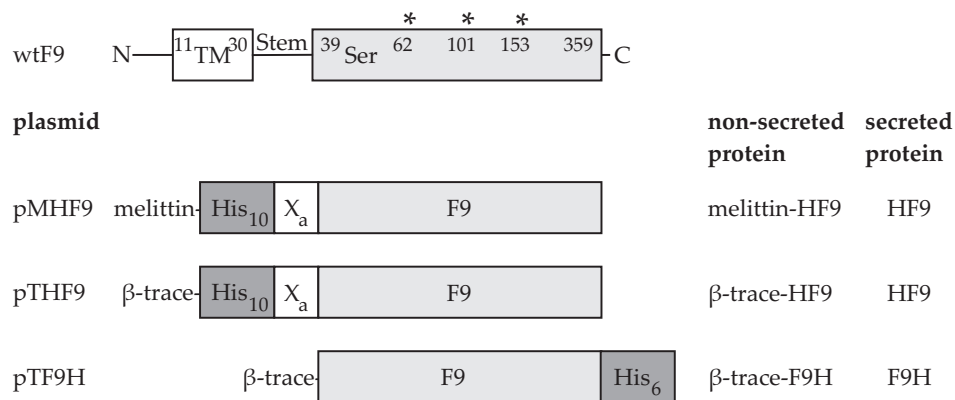 * * *
wtF9 N 11 TM 30 Stem 39 Ser 62 101 153 359 C
plasmid non-secreted protein secreted protein
pMHF9 melittin- His10 Xa F9 melittin-HF9 HF9
pTHF9 β-trace- His10 Xa F9 β-trace-HF9 HF9
pTF9H β-trace- F9 His6 β-trace-F9H F9H